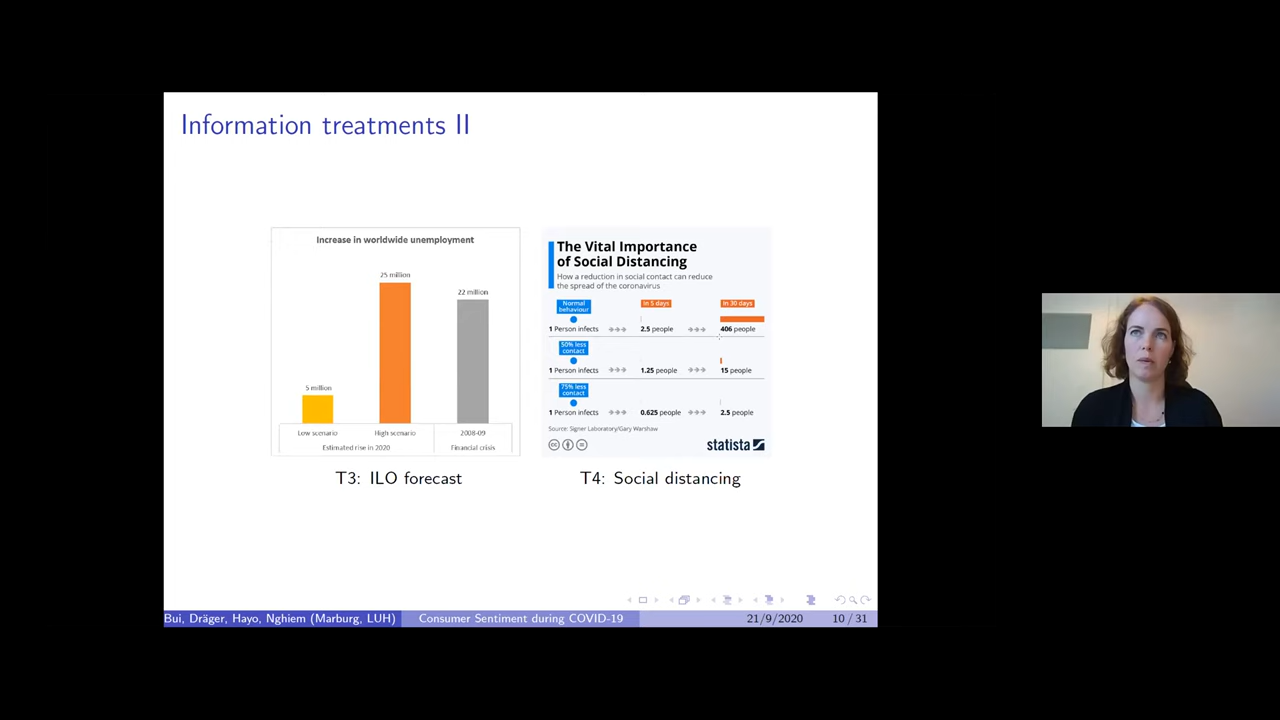 Information treatments II
Increase in worldwide unemployment
25 million
22 million
5 million
Low scenario
High scenario
2008-09
Estimated rise in 2020
Financial crisis
T3: ILO forecast
The Vital Importance
of Social Distancing
How a reduction in social contact can reduce
the spread of the coronavirus
Normal
behaviour
In 5 days
In 30 days
1 Person infects
2.5 people
406 people
50% less
contact
1 Person infects
1.25 people
15 people
75% less
contact
1 Person infects
0.625 people
2.5 people
Source: Signer Laboratory/Gary Warshaw
cc
statista
T4: Social distancing
Bui, Dräger, Hayo, Nghiem (Marburg, LUH)
Consumer Sentiment during COVID-19
21/9/2020
10 / 31